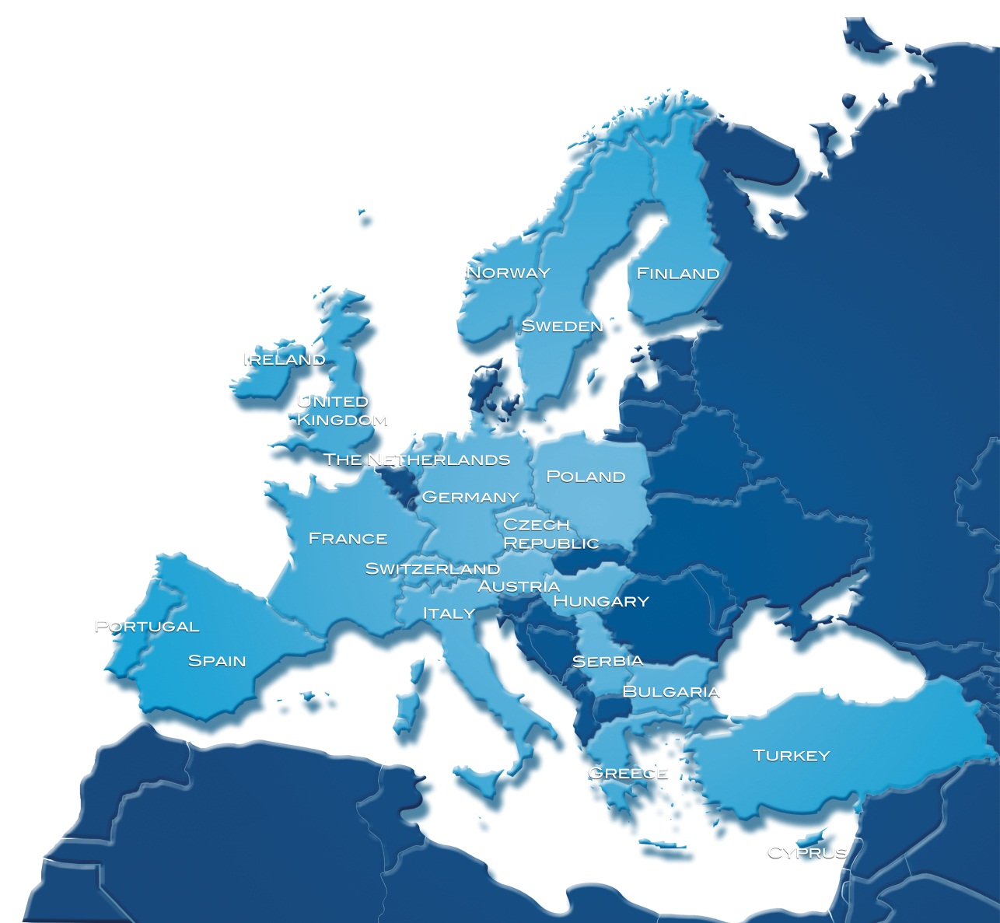 Norway
Finland
Sweden
Ireland
United
Kingdom
The Netherlands
Poland
Germany
Czech
Republic
France
Switzerland
Austria
Hungary
Italy
Portugal
Spain
Serbia
Bulgaria
Turkey
Greece
Cyprus